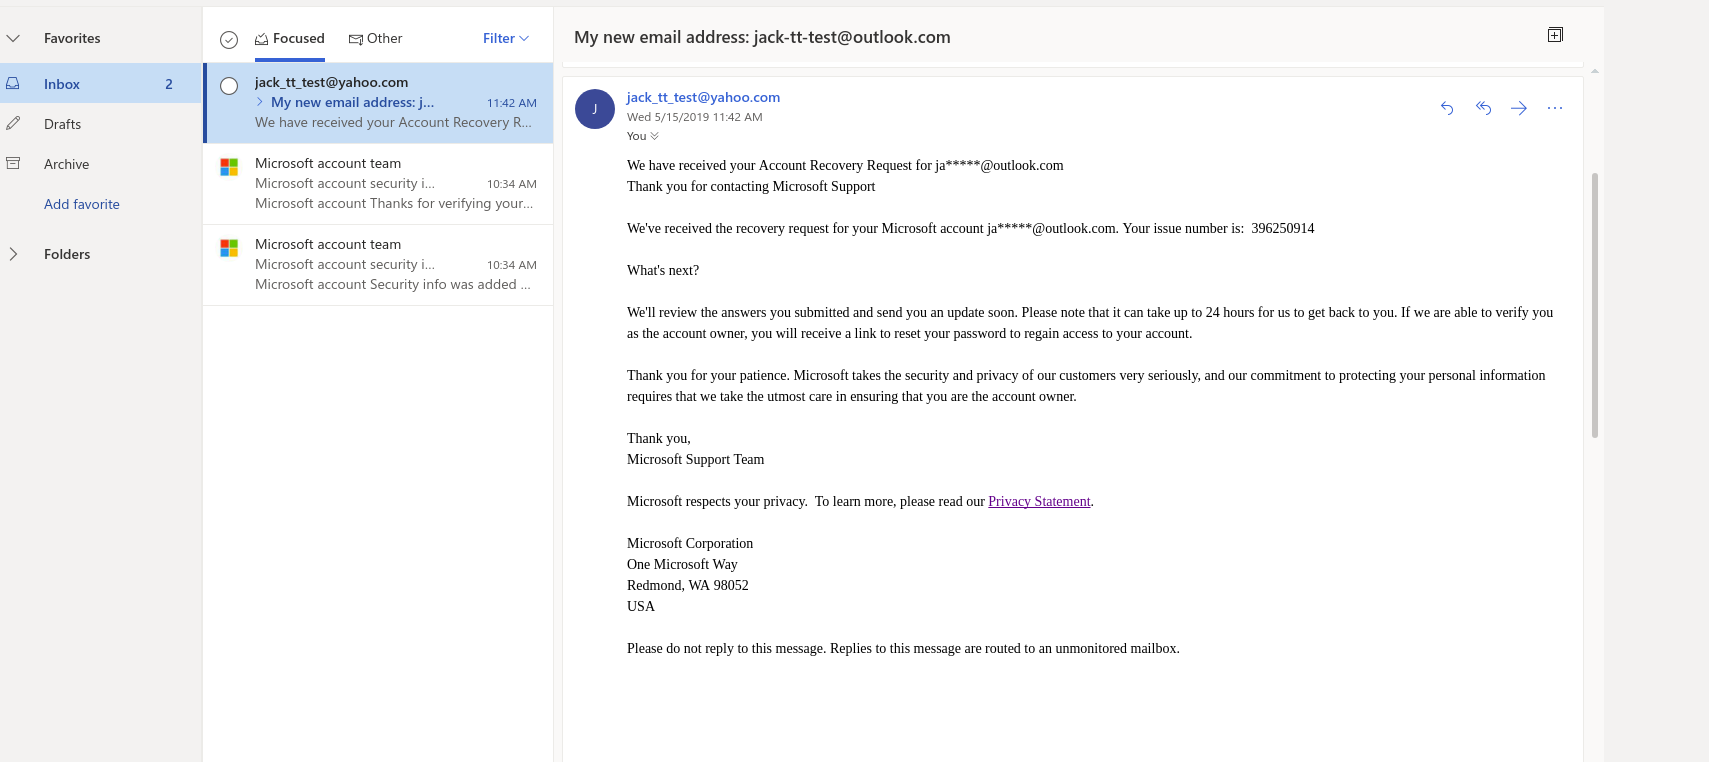 Favorites
Inbox 2
Drafts
Archive
Add favorite
Folders
Focused Other Filter
jack_tt_test@yahoo.com
My new email address: j... 11:42 AM
We have received your Account Recovery R...
Microsoft account team
Microsoft account security i... 10:34 AM
Microsoft account Thanks for verifying your...
Microsoft account team
Microsoft account security i... 10:34 AM
Microsoft account Security info was added ...
My new email address: jack-tt-test@outlook.com
J
jack_tt_test@yahoo.com
Wed 5/15/2019 11:42 AM
You
We have received your Account Recovery Request for ja*****@outlook.com
Thank you for contacting Microsoft Support
We've received the recovery request for your Microsoft account ja*****@outlook.com. Your issue number is:  396250914
What's next?
We'll review the answers you submitted and send you an update soon. Please note that it can take up to 24 hours for us to get back to you. If we are able to verify you
as the account owner, you will receive a link to reset your password to regain access to your account.
Thank you for your patience. Microsoft takes the security and privacy of our customers very seriously, and our commitment to protecting your personal information
requires that we take the utmost care in ensuring that you are the account owner.
Thank you,
Microsoft Support Team
Microsoft respects your privacy.  To learn more, please read our Privacy Statement.
Microsoft Corporation
One Microsoft Way
Redmond, WA 98052
USA
Please do not reply to this message. Replies to this message are routed to an unmonitored mailbox.